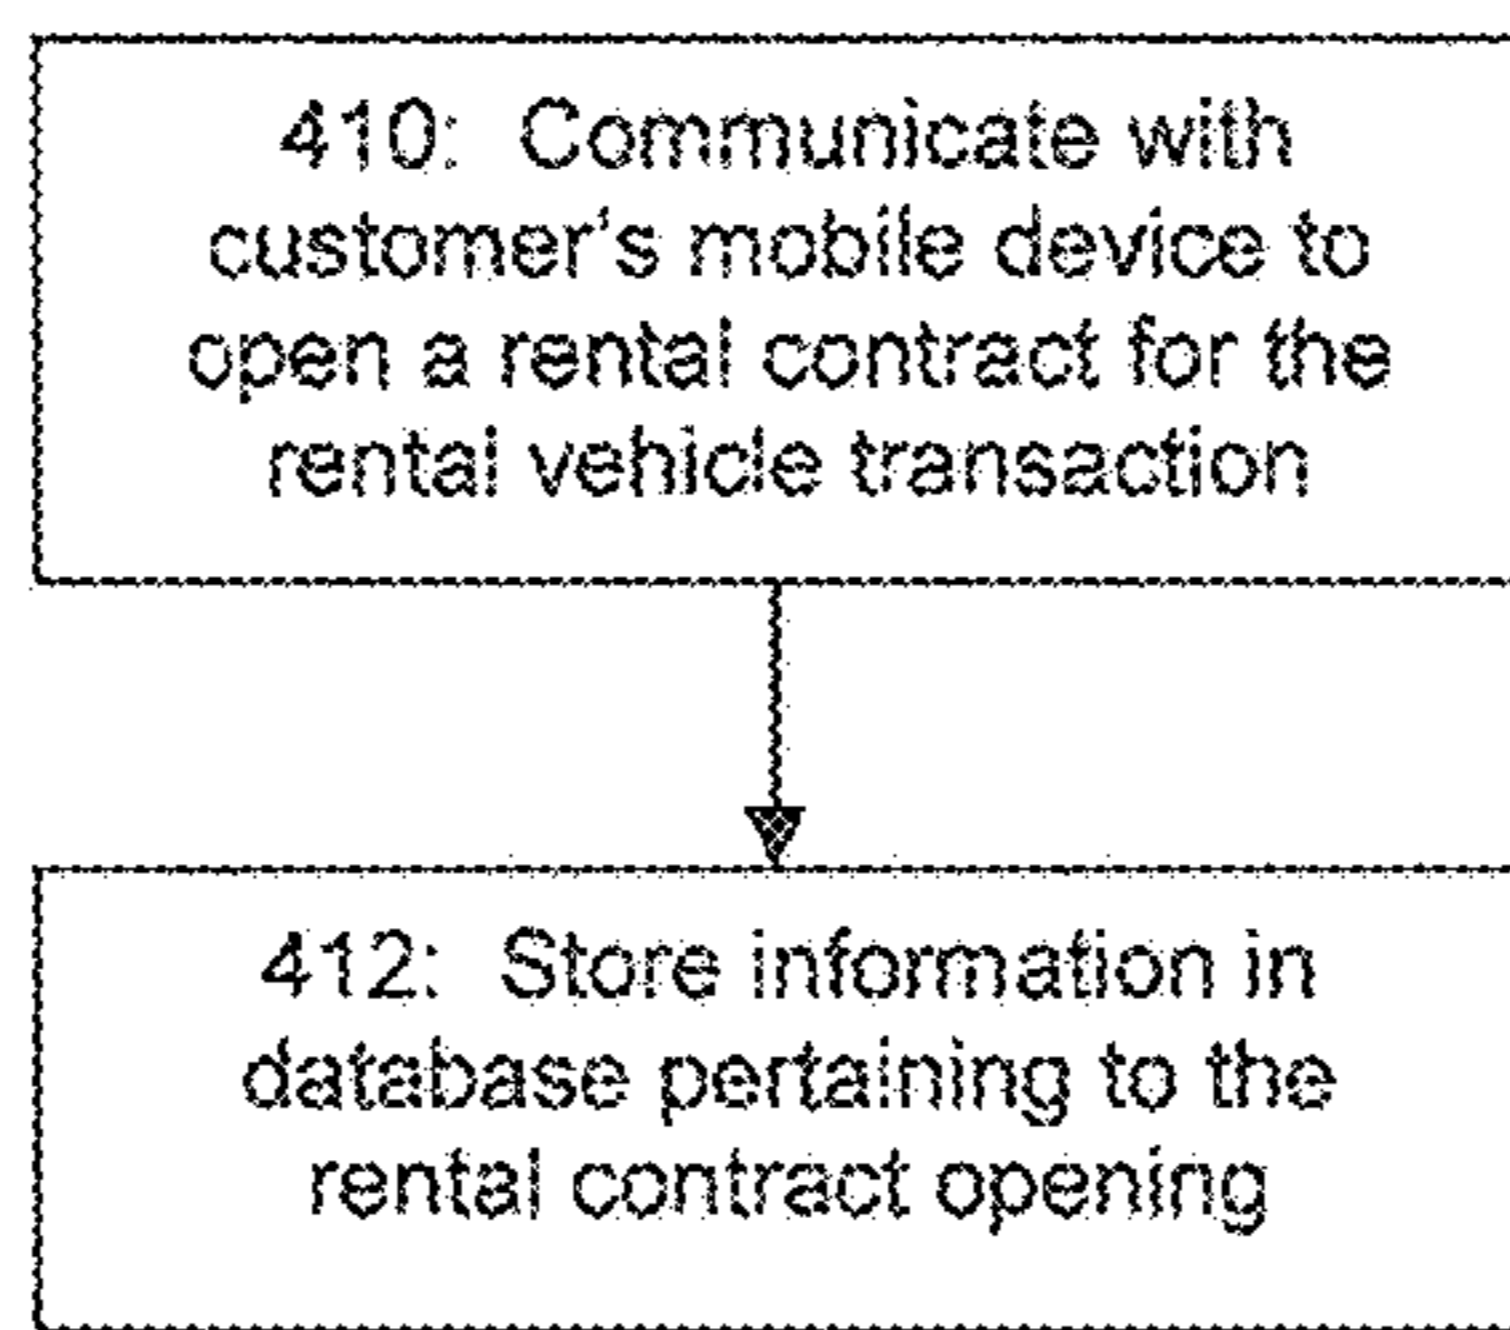 410: Communicate with
customer's mobile device to
open a rental contract for the
rental vehicle transaction
412: Store information in
database pertaining to the
rental contract opening